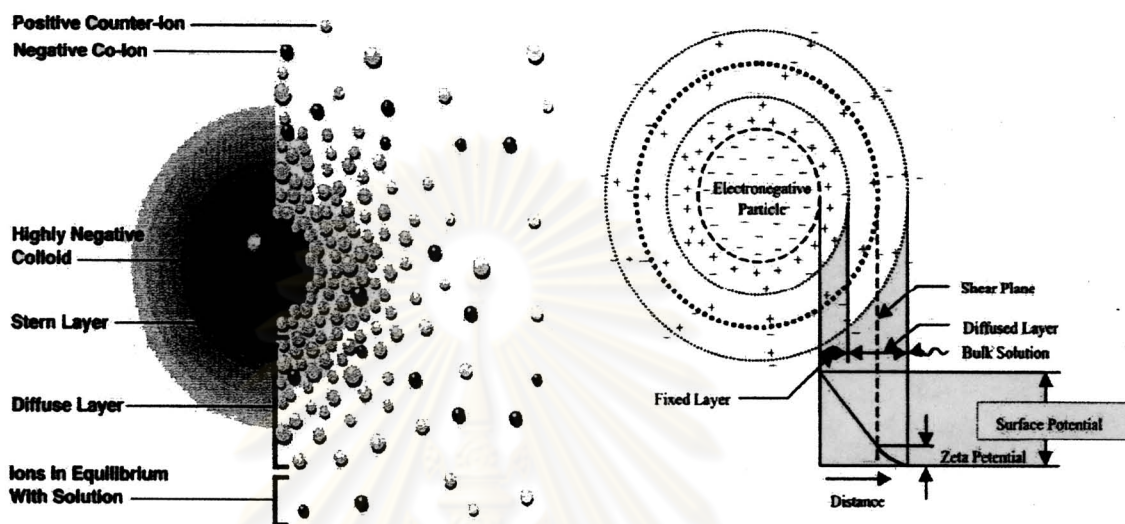 Positive Counter-Ion
Negative Co-Ion
Highly Negative
Colloid
Stern Layer
Diffuse Layer
Ions in Equilibrium
With Solution
Electronegative
Particle
Shear Plane
Diffused Layer
Bulk Solution
Fixed Layer
Surface Potential
Zeta Potential
Distance